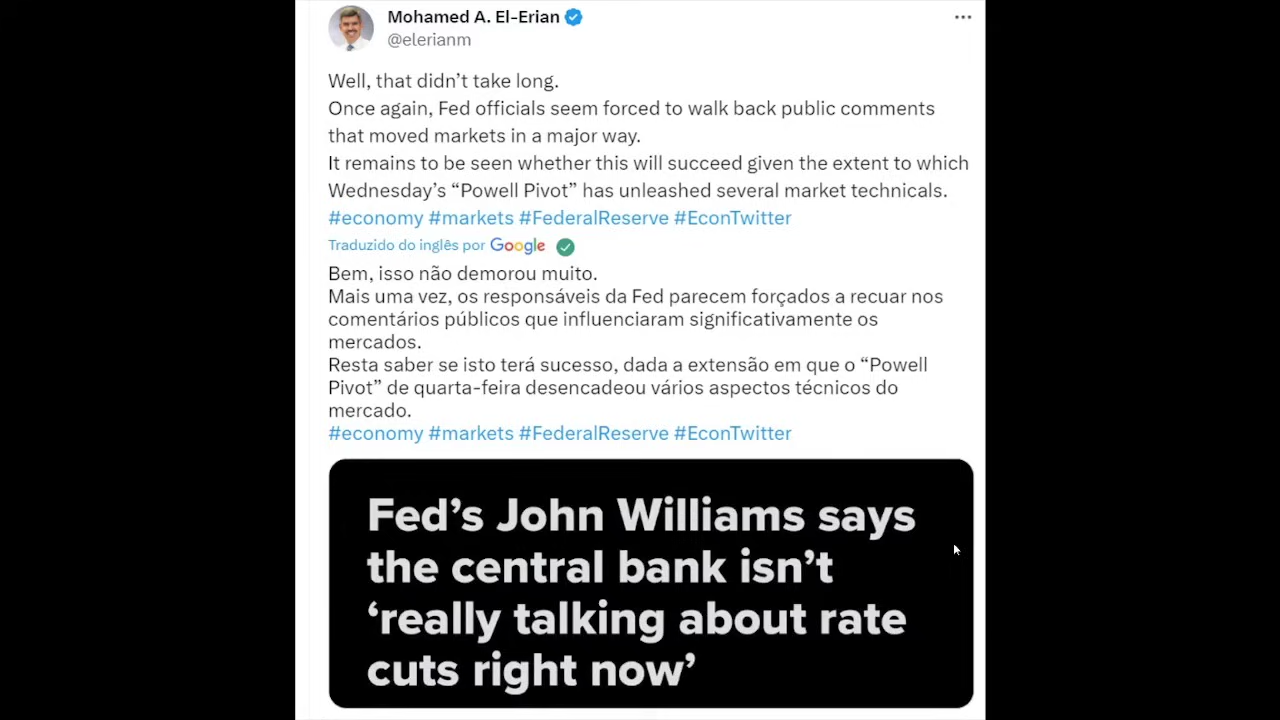 Mohamed A. El-Erian
@elerianm
Well, that didn’t take long.
Once again, Fed officials seem forced to walk back public comments
that moved markets in a major way.
It remains to be seen whether this will succeed given the extent to which
Wednesday’s “Powell Pivot” has unleashed several market technicals.
#economy #markets #FederalReserve #EconTwitter
Traduzido do inglês por Google
Bem, isso não demorou muito.
Mais uma vez, os responsáveis da Fed parecem forçados a recuar nos
comentários públicos que influenciaram significativamente os
mercados.
Resta saber se isto terá sucesso, dada a extensão em que o “Powell
Pivot” de quarta-feira desencadeou vários aspectos técnicos do
mercado.
#economy #markets #FederalReserve #EconTwitter
Fed’s John Williams says
the central bank isn’t
‘really talking about rate
cuts right now’